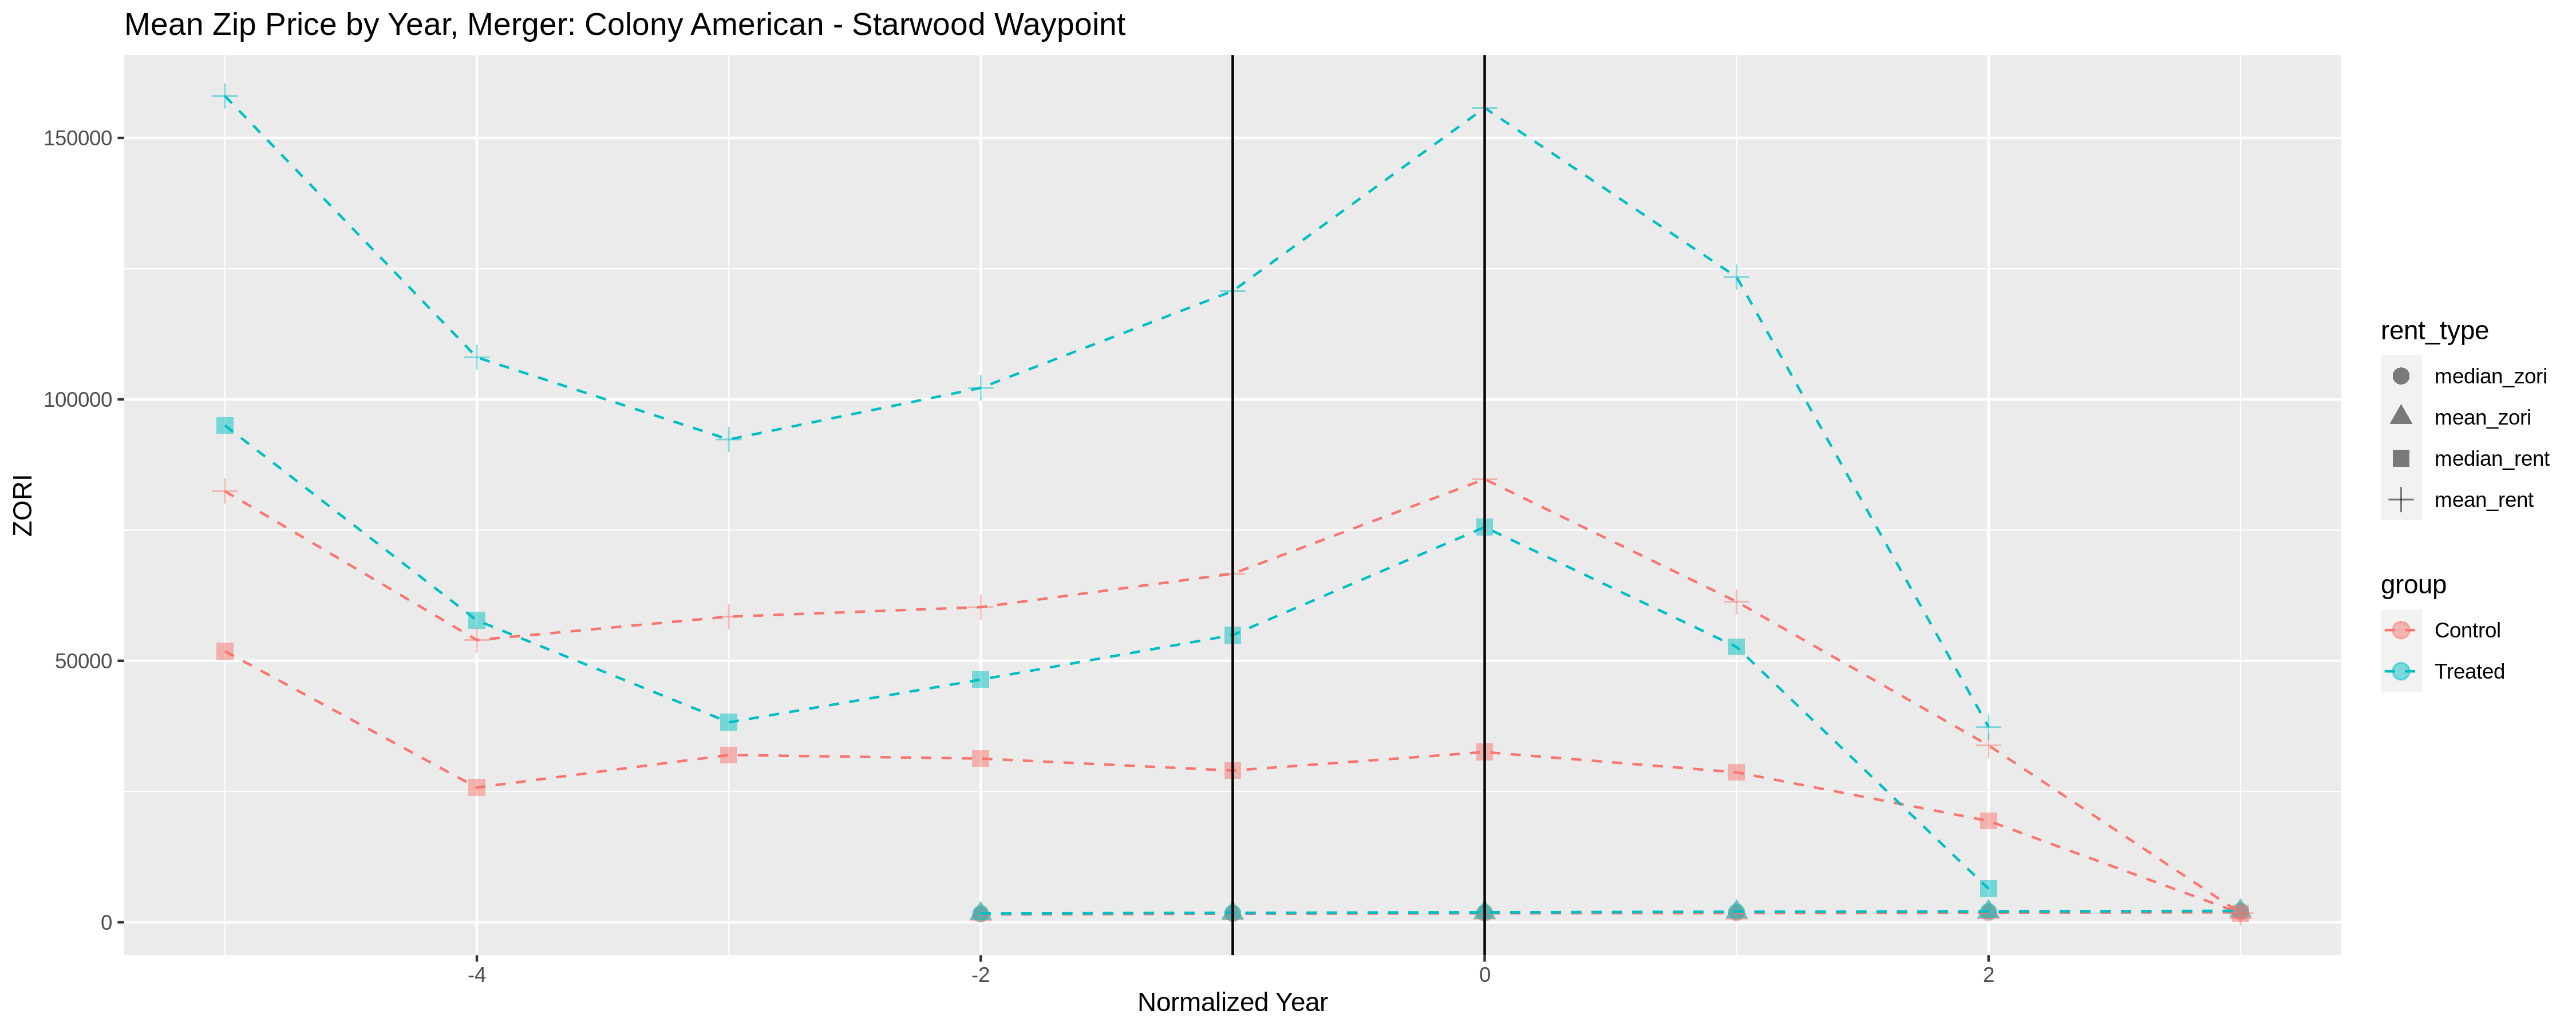 Mean Zip Price by Year, Merger: Colony American - Starwood Waypoint
150000
100000
50000
0
ZORI
-4
-2
0
2
Normalized Year
rent_type
median_zori
mean_zori
median_rent
mean_rent
group
Control
Treated